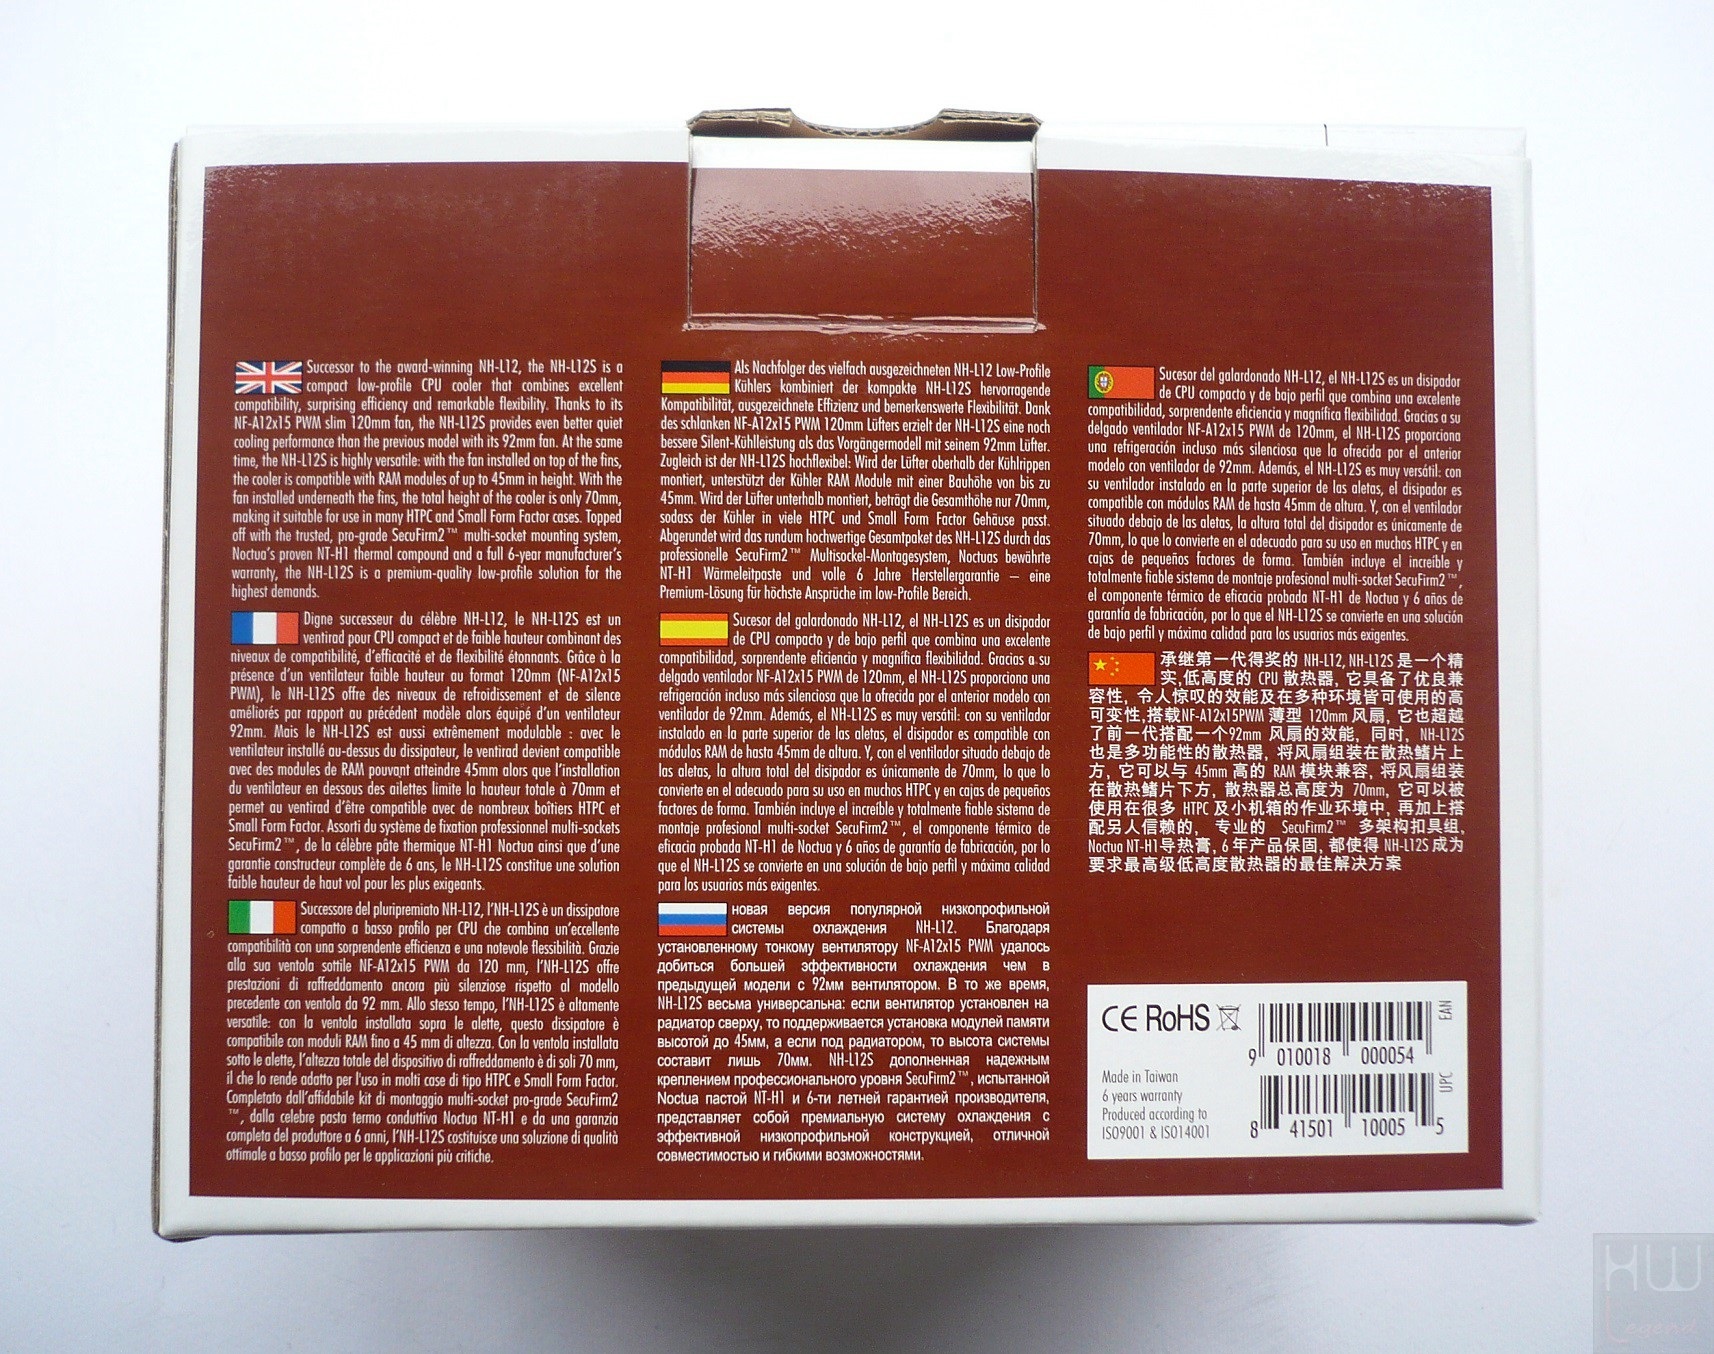 Successor to the award-winning NH-L12, the NH-L12S is a
compact low-profile CPU cooler that combines excellent
compatibility, surprising efficiency and remarkable flexibility. Thanks to its
NF-A12x15 PWM slim 120mm fan, the NH-L12S provides even better quiet
cooling performance than the previous model with its 92mm fan. At the same
time, the NH-L12S is highly versatile: with the fan installed on top of the fins,
the cooler is compatible with RAM modules of up to 45mm in height. With the
fan installed underneath the fins, the total height of the cooler is only 70mm,
making it suitable for use in many HTPC and Small Form Factor cases. Topped
off with the trusted, pro-grade SecuFirm2™ multi-socket mounting system,
Noctua's proven NT-H1 thermal compound and a full 6-year manufacturer's
warranty, the NH-L12S is a premium-quality low-profile solution for the
highest demands.
Digne successeur du célèbre NH-L12, le NH-L12S est un
ventirad pour CPU compact et de faible hauteur combinant des
niveaux de compatibilité, d'efficacité et de flexibilité étonnants. Grâce à la
présence d'un ventilateur faible hauteur au format 120mm (NF-A12x15
PWM), le NH-L12S offre des niveaux de refroidissement et de silence
améliorés par rapport au précédent modèle alors équipé d'un ventilateur
92mm. Mais le NH-L12S est aussi extrêmement modulable : avec le
ventilateur installé au-dessus du dissipateur, le ventirad devient compatible
avec des modules de RAM pouvant atteindre 45mm alors que l'installation
du ventilateur en dessous des ailettes limite la hauteur totale à 70mm et
permet au ventirad d'être compatible avec de nombreux boîtiers HTPC et
Small Form Factor. Assorti du système de fixation professionnel multi-sockets
SecuFirm2™, de la célèbre pâte thermique NT-H1 Noctua ainsi que d'une
garantie constructeur complète de 6 ans, le NH-L12S constitue une solution
faible hauteur de haut vol pour les plus exigeants.
Successore del pluripremiato NH-L12, l'NH-L12S è un dissipatore
compatto a basso profilo per CPU che combina un'eccellente
compatibilità con una sorprendente efficienza e una notevole flessibilità. Grazie
alla sua ventola sottile NF-A12x15 PWM da 120 mm, l'NH-L12S offre
prestazioni di raffreddamento ancora più silenziose rispetto al modello
precedente con ventola da 92 mm. Allo stesso tempo, l'NH-L12S è altamente
versatile: con la ventola installata sopra le alette, questo dissipatore è
compatibile con moduli RAM fino a 45 mm di altezza. Con la ventola installata
sotto le alette, l'altezza totale del dispositivo di raffreddamento è di soli 70 mm,
il che lo rende adatto per l'uso in molti case di tipo HTPC e Small Form Factor.
Completato dall'affidabile kit di montaggio multi-socket pro-grade SecuFirm2
™, dalla celebre pasta termo conduttiva Noctua NT-H1 e da una garanzia
completa del produttore a 6 anni, l'NH-L12S costituisce una soluzione di qualità
ottimale a basso profilo per le applicazioni più critiche.
Als Nachfolger des vielfach ausgezeichneten NH-L12 Low-Profile
Kühlers kombiniert der kompakte NH-L12S hervorragende
Kompatibilität, ausgezeichnete Effizienz und bemerkenswerte Flexibilität. Dank
des schlanken NF-A12x15 PWM 120mm Lüfters erzielt der NH-L12S eine noch
bessere Silent-Kühlleistung als das Vorgängermodell mit seinem 92mm Lüfter.
Zugleich ist der NH-L12S hochflexibel: Wird der Lüfter oberhalb der Kühlrippen
montiert, unterstützt der Kühler RAM Module mit einer Bauhöhe von bis zu
45mm. Wird der Lüfter unterhalb montiert, beträgt die Gesamthöhe nur 70mm,
sodass der Kühler in viele HTPC und Small Form Factor Gehäuse passt.
Abgerundet wird das rundum hochwertige Gesamtpaket des NH-L12S durch das
professionelle SecuFirm2™ Multisockel-Montagesystem, Noctuas bewährte
NT-H1 Wärmeleitpaste und volle 6 Jahre Herstellergarantie – eine
Premium-Lösung für höchste Ansprüche im low-Profile Bereich.
Sucesor del galardonado NH-L12, el NH-L12S es un disipador
de CPU compacto y de bajo perfil que combina una excelente
compatibilidad, sorprendente eficiencia y magnífica flexibilidad. Gracias a su
delgado ventilador NF-A12x15 PWM de 120mm, el NH-L12S proporciona una
refrigeración incluso más silenciosa que la ofrecida por el anterior modelo con
ventilador de 92mm. Además, el NH-L12S es muy versátil: con su ventilador
instalado en la parte superior de las aletas, el disipador es compatible con
módulos RAM de hasta 45mm de altura. Y, con el ventilador situado debajo de
las aletas, la altura total del disipador es únicamente de 70mm, lo que lo
convierte en el adecuado para su uso en muchos HTPC y en cajas de pequeños
factores de forma. También incluye el increíble y totalmente fiable sistema de
montaje profesional multi-socket SecuFirm2™, el componente térmico de
eficacia probada NT-H1 de Noctua y 6 años de garantía de fabricación, por lo
que el NH-L12S se convierte en una solución de bajo perfil y máxima calidad
para los usuarios más exigentes.
новая версия популярной низкопрофильной
системы охлаждения NH-L12. Благодаря
установленному тонкому вентилятору NF-A12x15 PWM удалось
добиться большей эффективности охлаждения чем в
предыдущей модели с 92мм вентилятором. В то же время,
NH-L12S весьма универсальна: если вентилятор установлен на
радиатор сверху, то поддерживается установка модулей памяти
высотой до 45мм, а если под радиатором, то высота системы
составит лишь 70мм. NH-L12S дополненная надежным
креплением профессионального уровня SecuFirm2™, испытанной
Noctua пастой NT-H1 и 6-ти летней гарантией производителя,
представляет собой премиальную систему охлаждения с
эффективной низкопрофильной конструкцией, отличной
совместимостью и гибкими возможностями.
Sucesor del galardonado NH-L12, el NH-L12S es un disipador
de CPU compacto y de bajo perfil que combina una excelente
compatibilidad, sorprendente eficiencia y magnífica flexibilidad. Gracias a su
delgado ventilador NF-A12x15 PWM de 120mm, el NH-L12S proporciona
una refrigeración incluso más silenciosa que la ofrecida por el anterior
modelo con ventilador de 92mm. Además, el NH-L12S es muy versátil: con
su ventilador instalado en la parte superior de las aletas, el disipador es
compatible con módulos RAM de hasta 45mm de altura. Y, con el ventilador
situado debajo de las aletas, la altura total del disipador es únicamente de
70mm, lo que lo convierte en el adecuado para su uso en muchos HTPC y en
cajas de pequeños factores de forma. También incluye el increíble y
totalmente fiable sistema de montaje profesional multi-socket SecuFirm2™,
el componente térmico de eficacia probada NT-H1 de Noctua y 6 años de
garantía de fabricación, por lo que el NH-L12S se convierte en una solución
de bajo perfil y máxima calidad para los usuarios más exigentes.
承继第一代得奖的 NH-L12, NH-L12S 是一个精
实,低高度的 CPU 散热器, 它具备了优良兼
容性, 令人惊叹的效能及在多种环境皆可使用的高
可变性,搭载NF-A12x15PWM 薄型 120mm 风扇, 它也超越
了前一代搭配一个92mm 风扇的效能, 同时, NH-L12S
也是多功能性的散热器, 将风扇组装在散热鳍片上
方, 它可以与 45mm 高的 RAM 模块兼容, 将风扇组装
在散热鳍片下方, 散热器总高度为 70mm, 它可以被
使用在很多 HTPC 及小机箱的作业环境中, 再加上搭
配另人信赖的, 专业的 SecuFirm2™ 多架构扣具组,
Noctua NT-H1导热膏, 6 年产品保固, 都使得 NH-L12S 成为
要求最高级低高度散热器的最佳解决方案
CE RoHS
EAN
9 010018 000054
Made in Taiwan
6 years warranty
Produced according to
ISO9001 & ISO14001
UPC
8 41501 10005 5
HW
Legend